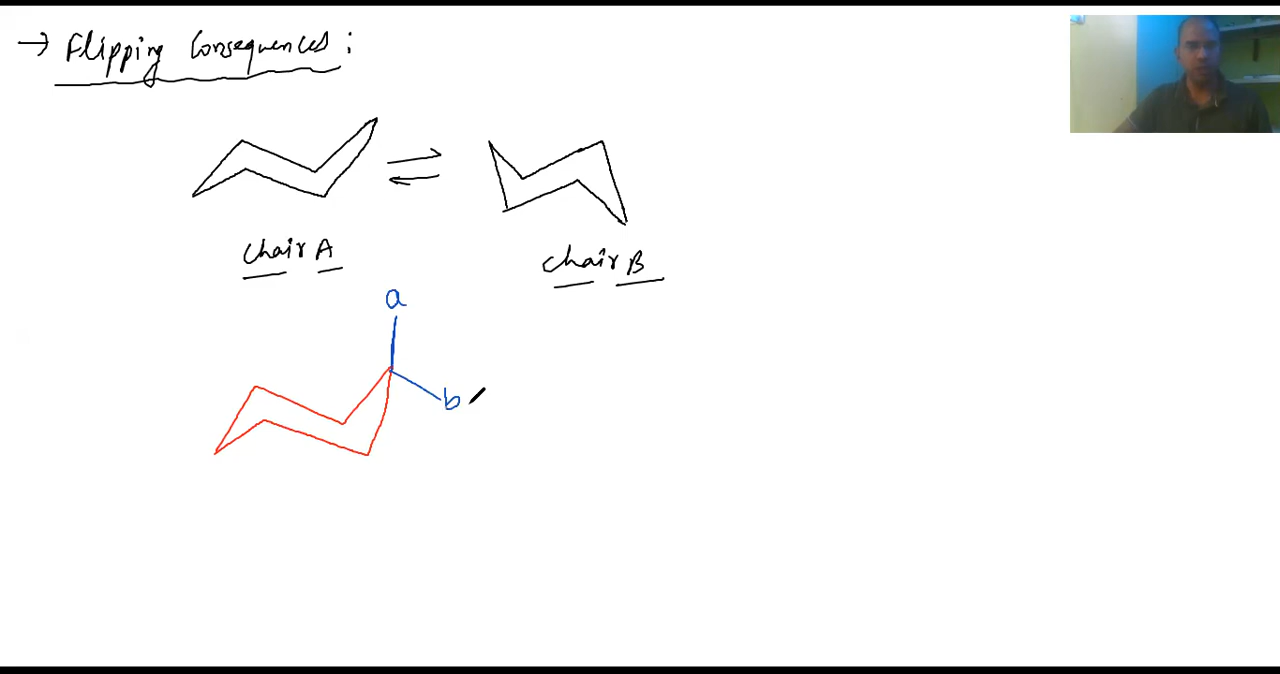 → Flipping Consequences :
Chair A
Chair B
a
b